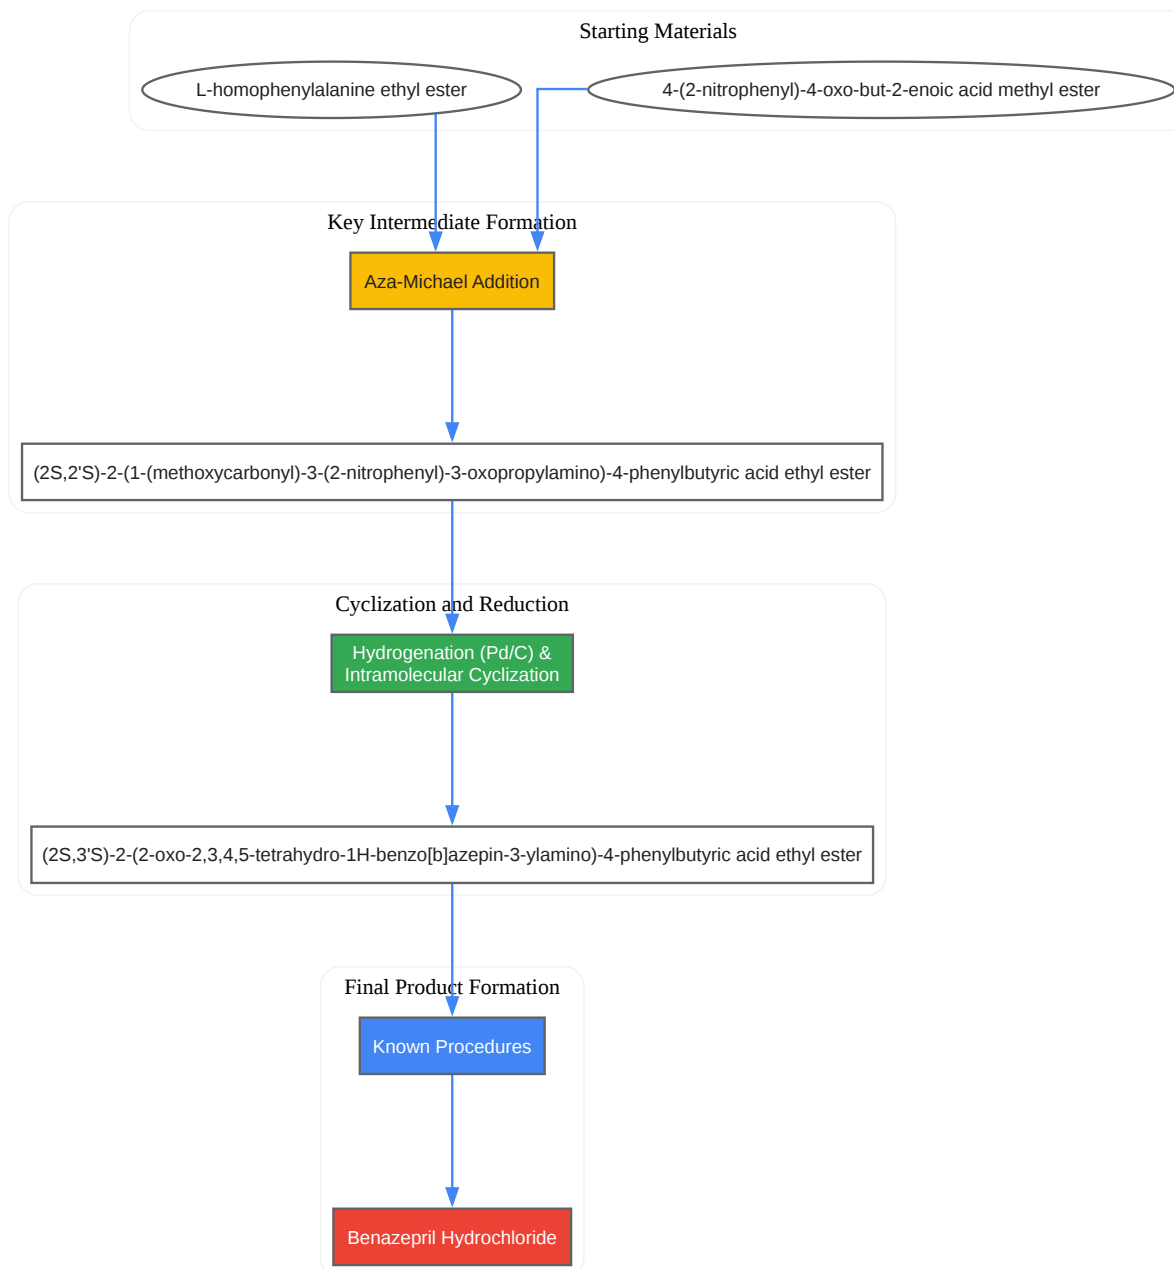 Starting Materials
L-homophenylalanine ethyl ester
4-(2-nitrophenyl)-4-oxo-but-2-enoic acid methyl ester
Key Intermediate Formation
Aza-Michael Addition
(2S,2'S)-2-(1-(methoxycarbonyl)-3-(2-nitrophenyl)-3-oxopropylamino)-4-phenylbutyric acid ethyl ester
Cyclization and Reduction
Hydrogenation (Pd/C) &
Intramolecular Cyclization
(2S,3'S)-2-(2-oxo-2,3,4,5-tetrahydro-1H-benzo[b]azepin-3-ylamino)-4-phenylbutyric acid ethyl ester
Final Product Formation
Known Procedures
Benazepril Hydrochloride